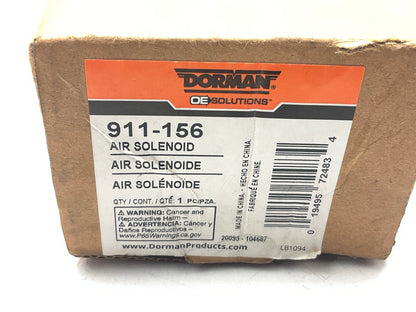 DORMAN
OE SOLUTIONS™
911-156
AIR SOLENOID
AIR SOLENOIDE
AIR SOLÉNOÏDE
QTY / CONT. / QTÉ: 1 PC/PZA.
WARNING: Cancer and
Reproductive Harm -
ADVERTENCIA: Cáncer y
Daños Reproductivos -
www.P65Warnings.ca.gov
www.DormanProducts.com
MADE IN CHINA. - HECHO EN CHINA.
FABRIQUÉ EN CHINE.
20093 - 104687
LB1094
0 19495 72483 4